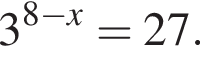 $3^{8-x} = 27.$